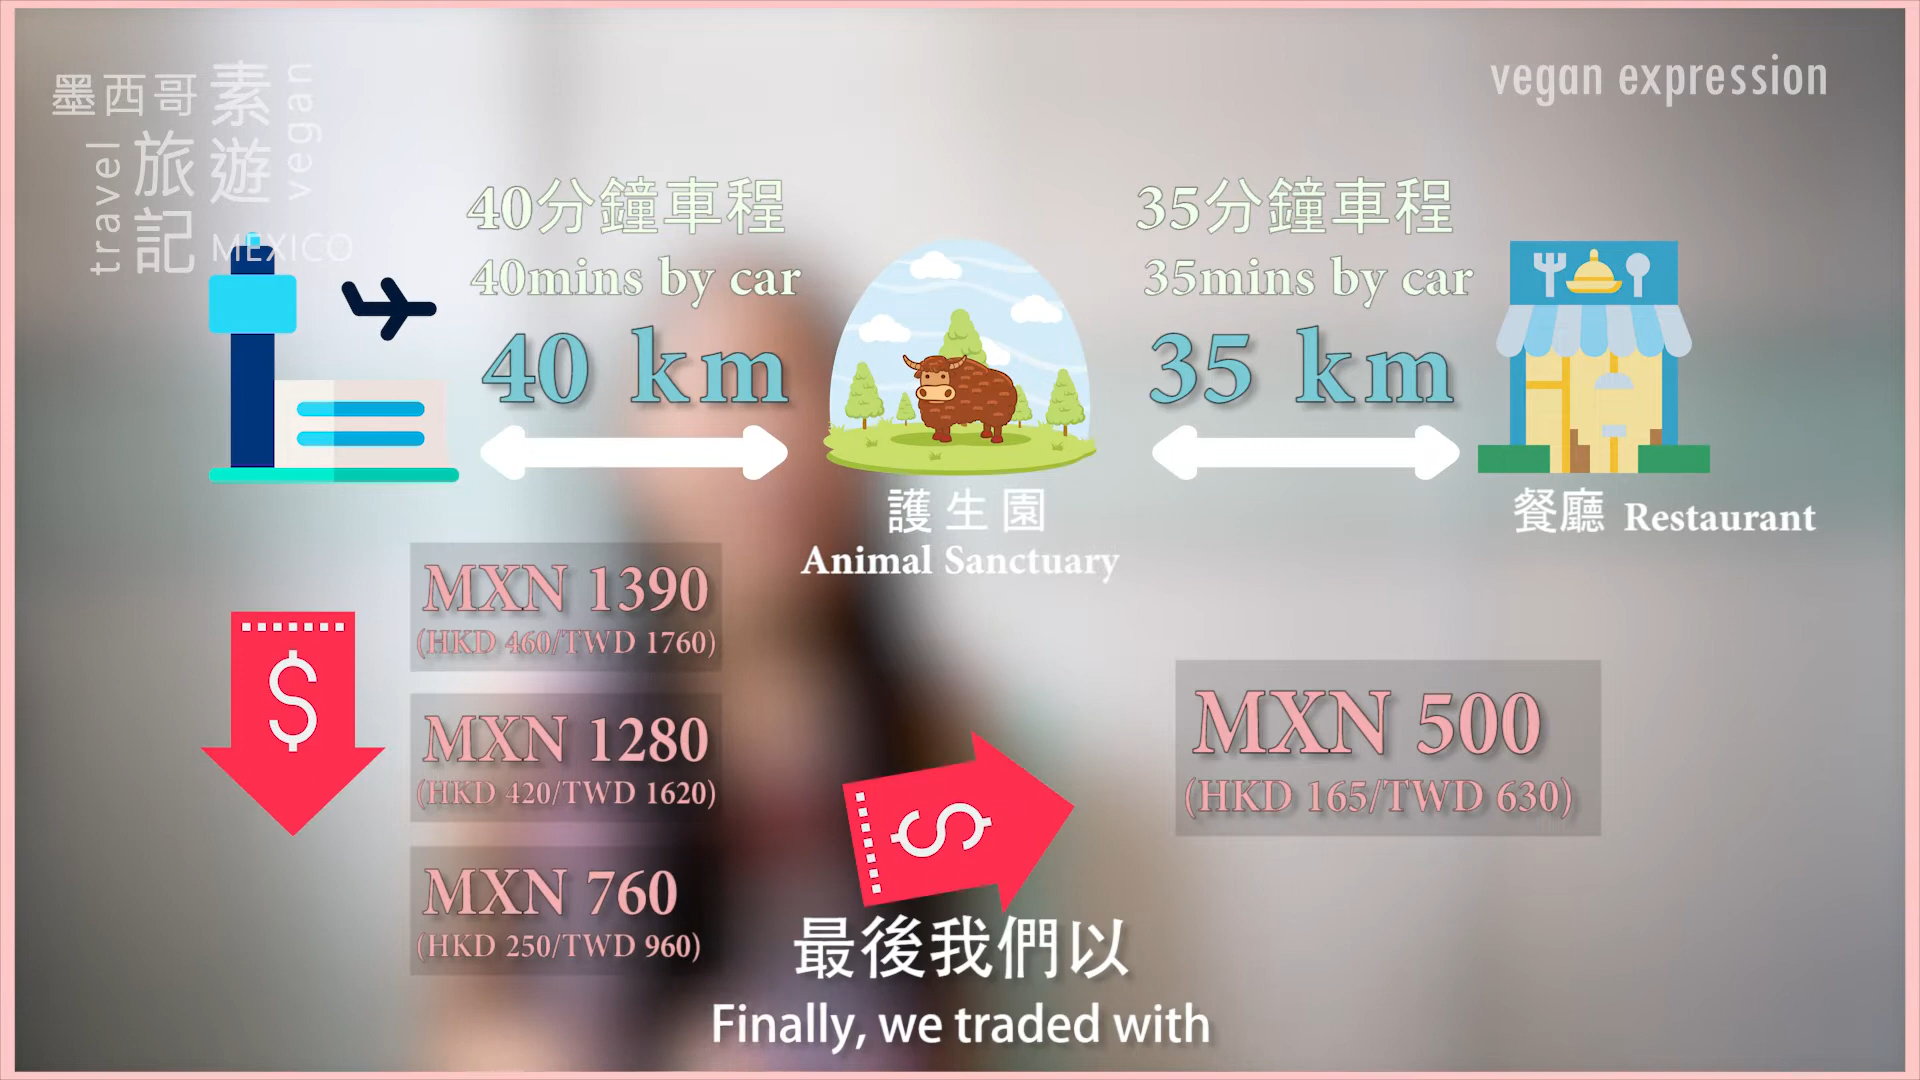 墨西哥素
旅遊
記
travel
vegan
MEXICO
vegan expression
40分鐘車程
40mins by car
40 km
35分鐘車程
35mins by car
35 km
護生園
Animal Sanctuary
餐廳 Restaurant
MXN 1390
(HKD 460/TWD 1760)
MXN 1280
(HKD 420/TWD 1620)
MXN 760
(HKD 250/TWD 960)
$
$
MXN 500
(HKD 165/TWD 630)
最後我們以
Finally, we traded with